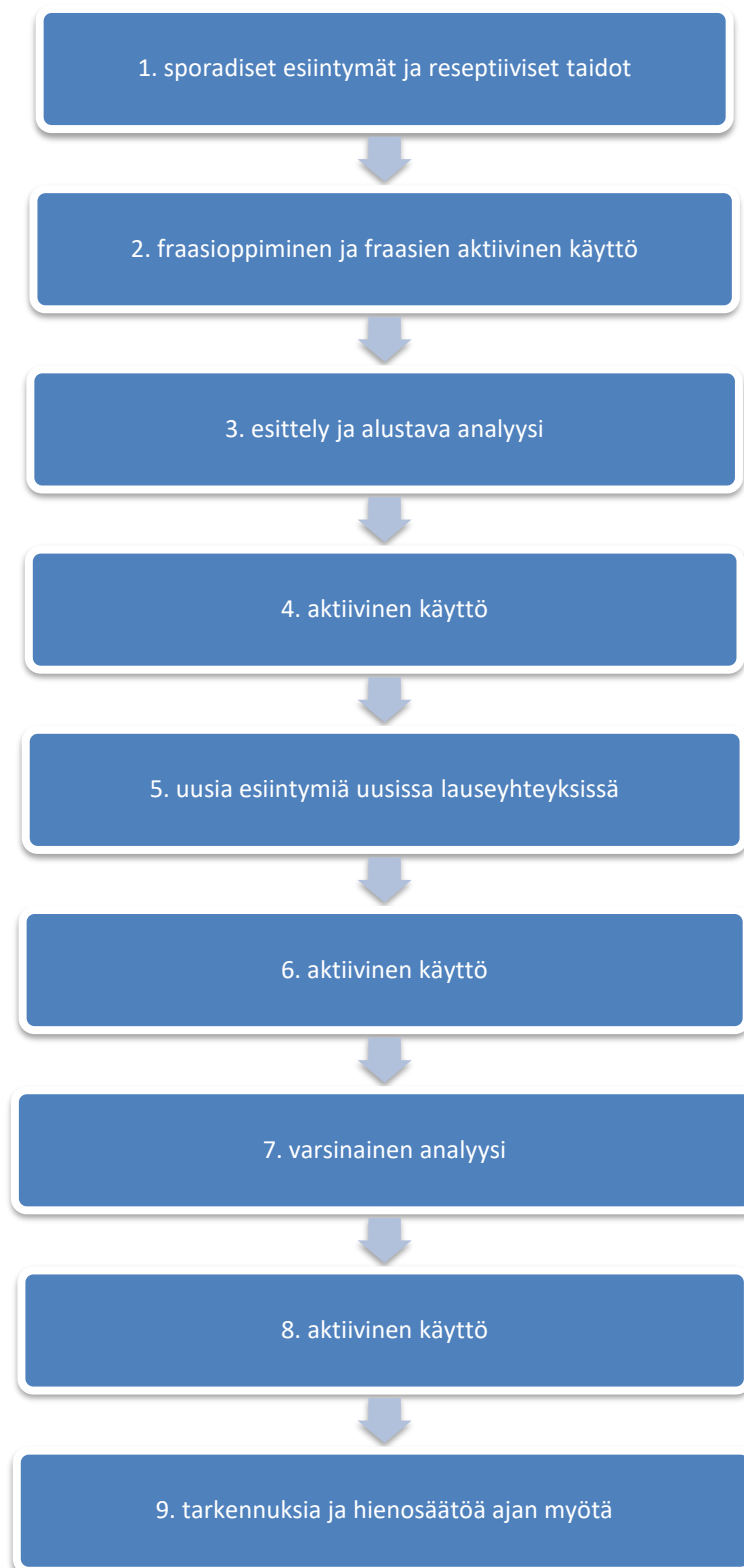 1. sporadiset esiintymät ja reseptiiviset taidot
2. fraasioppiminen ja fraasien aktiivinen käyttö
3. esittely ja alustava analyysi
4. aktiivinen käyttö
5. uusia esiintymiä uusissa lauseyhteyksissä
6. aktiivinen käyttö
7. varsinainen analyysi
8. aktiivinen käyttö
9. tarkennuksia ja hienosäätöä ajan myötä